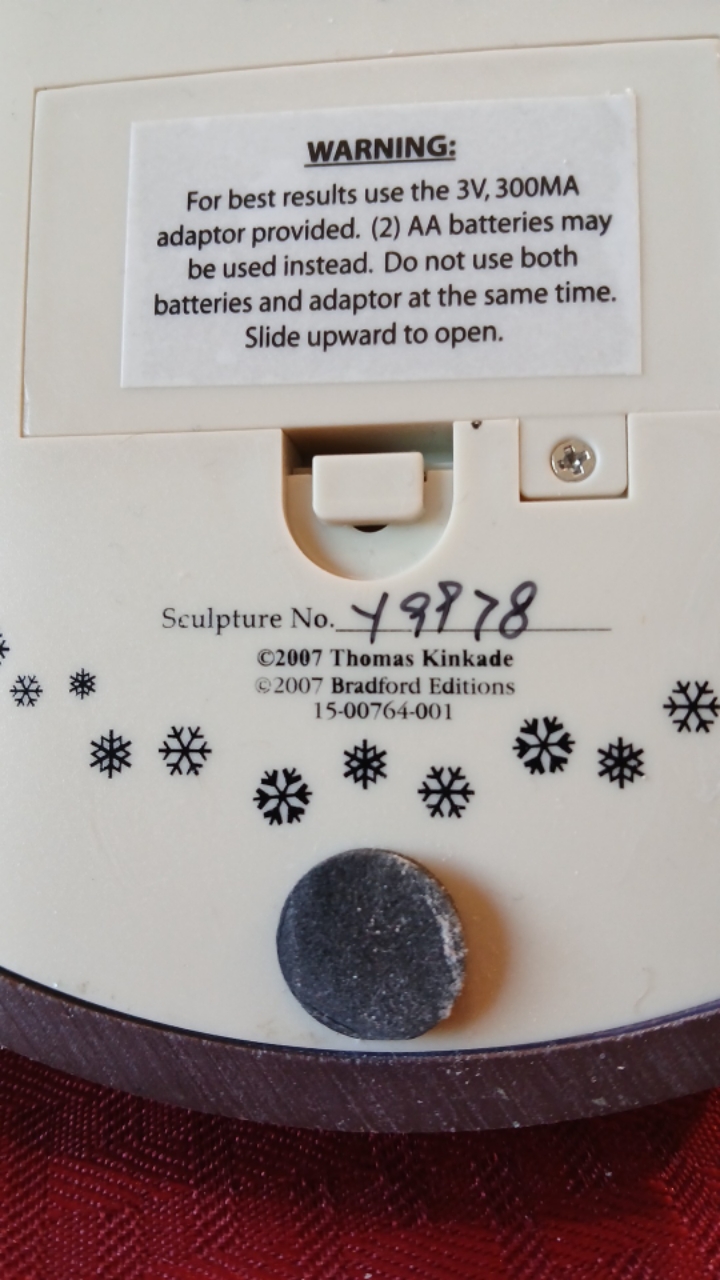 WARNING:
For best results use the 3V, 300MA
adaptor provided. (2) AA batteries may
be used instead. Do not use both
batteries and adaptor at the same time.
Slide upward to open.
Sculpture No. Y9978
©2007 Thomas Kinkade
©2007 Bradford Editions
15-00764-001